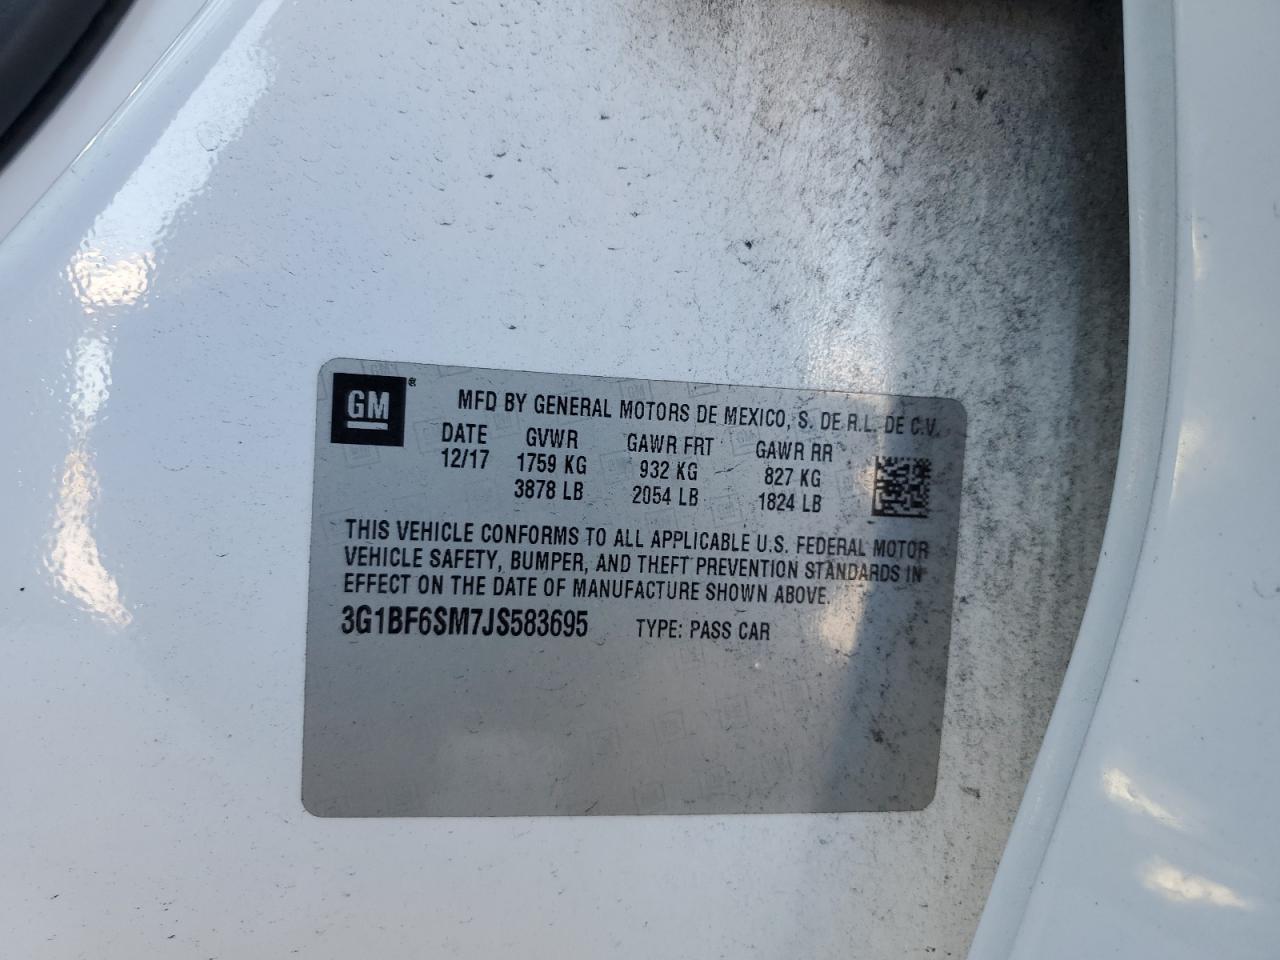 GM ®
MFD BY GENERAL MOTORS DE MEXICO, S. DE R.L. DE C.V.
DATE GVWR GAWR FRT GAWR RR
12/17 1759 KG 932 KG 827 KG
3878 LB 2054 LB 1824 LB
THIS VEHICLE CONFORMS TO ALL APPLICABLE U.S. FEDERAL MOTOR
VEHICLE SAFETY, BUMPER, AND THEFT PREVENTION STANDARDS IN
EFFECT ON THE DATE OF MANUFACTURE SHOWN ABOVE.
3G1BF6SM7JS583695 TYPE: PASS CAR